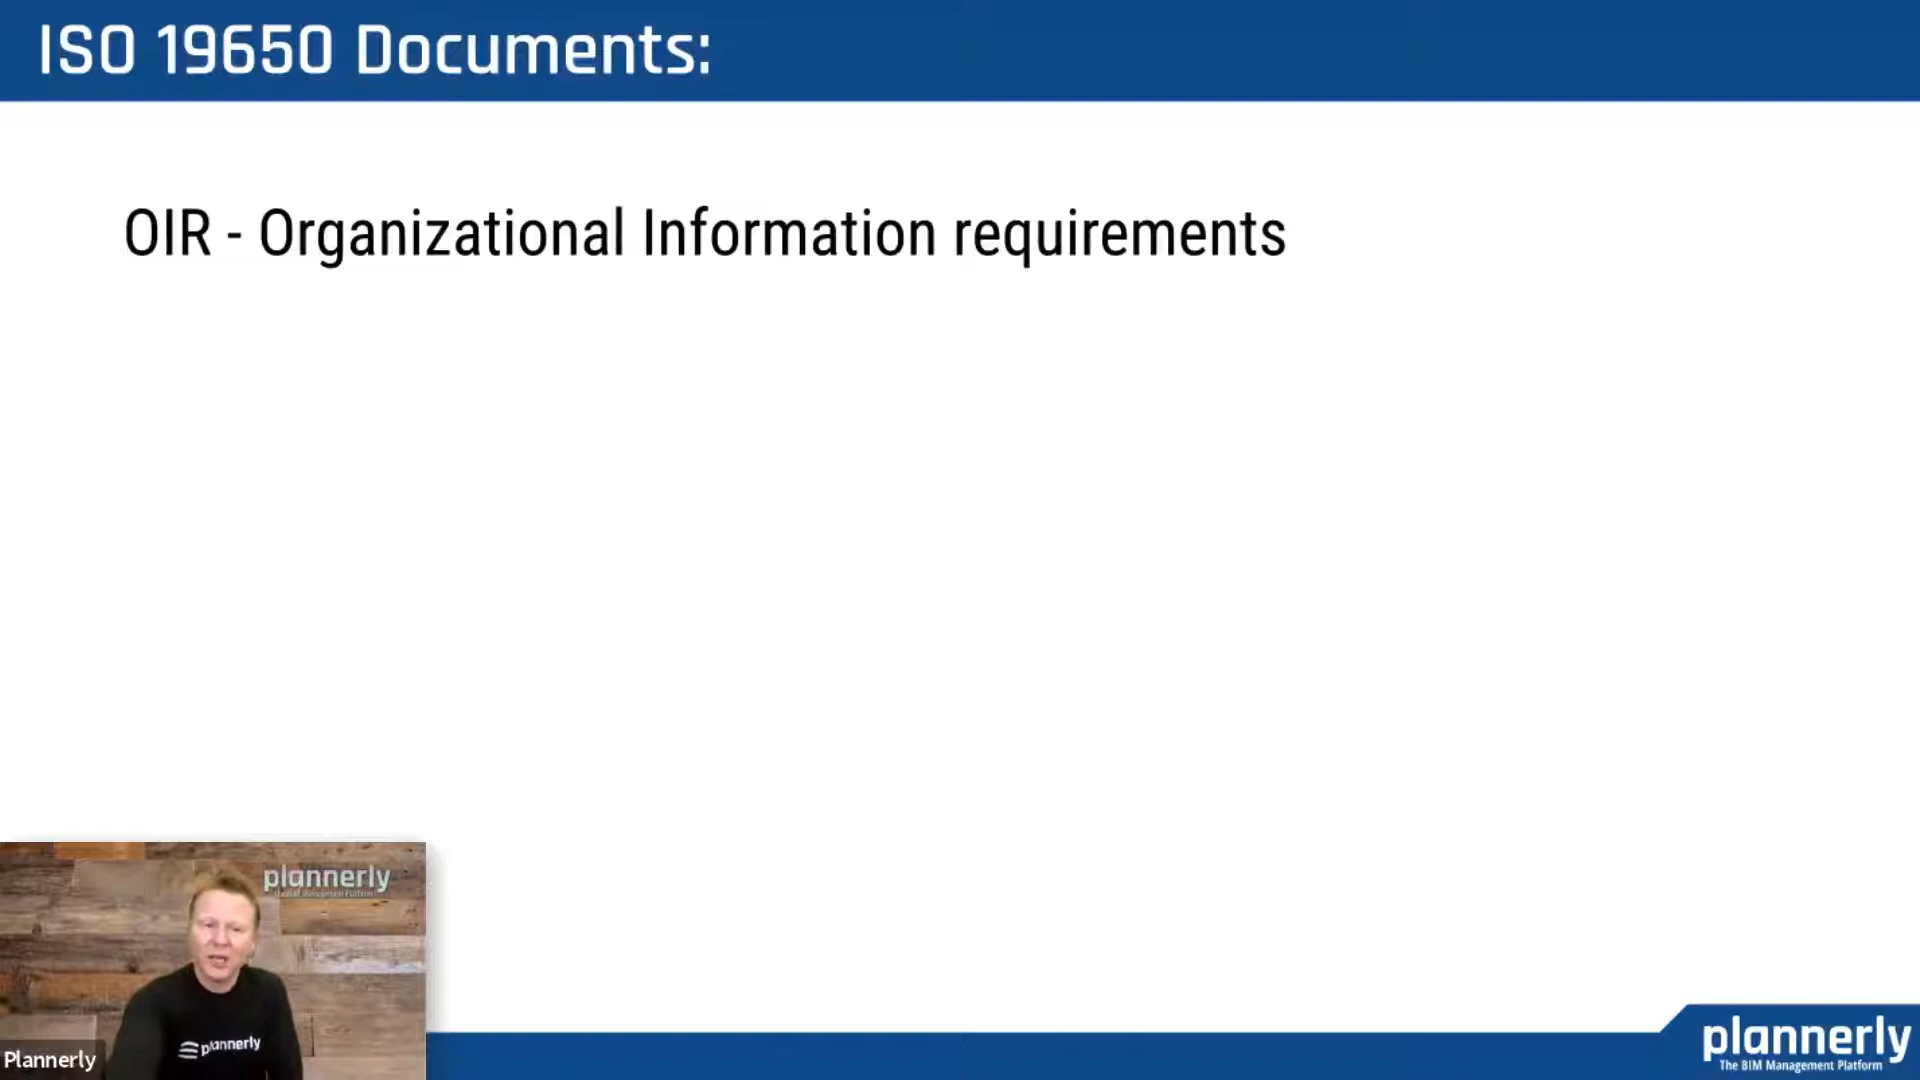 ISO 19650 Documents:
OIR - Organizational Information requirements
plannerly
plannerly
Plannerly
plannerly
The BIM Management Platform